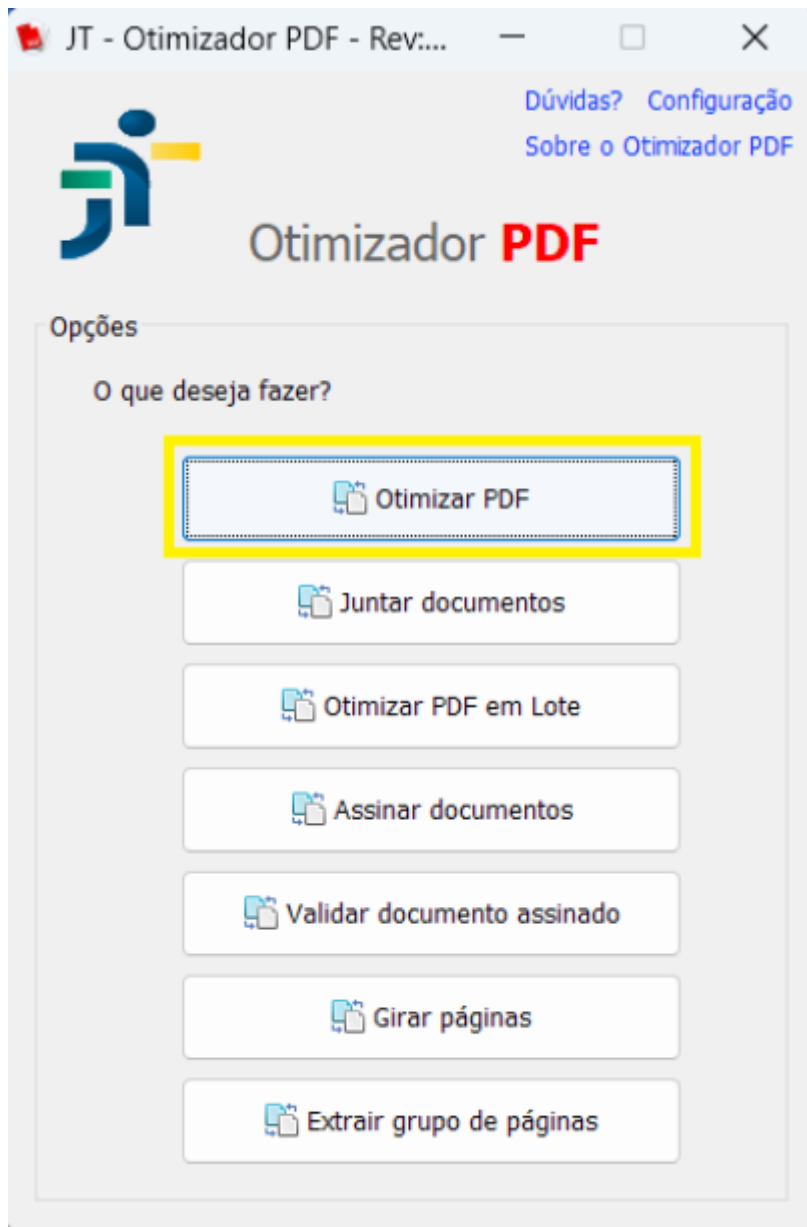 JT - Otimizador PDF - Rev:...
Dúvidas? Configuração
Sobre o Otimizador PDF
Otimizador PDF
Opções
O que deseja fazer?
Otimizar PDF
Juntar documentos
Otimizar PDF em Lote
Assinar documentos
Validar documento assinado
Girar páginas
Extrair grupo de páginas